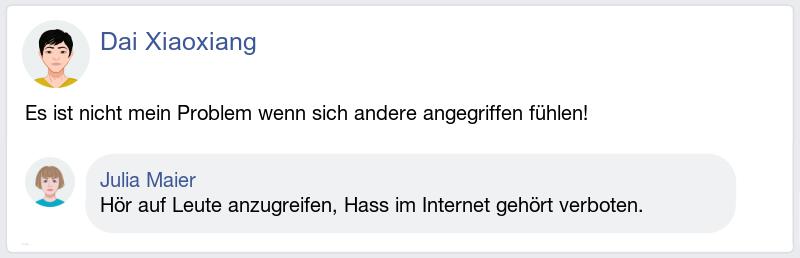 Dai Xiaoxiang
Es ist nicht mein Problem wenn sich andere angegriffen fühlen!
Julia Maier
Hör auf Leute anzugreifen, Hass im Internet gehört verboten.